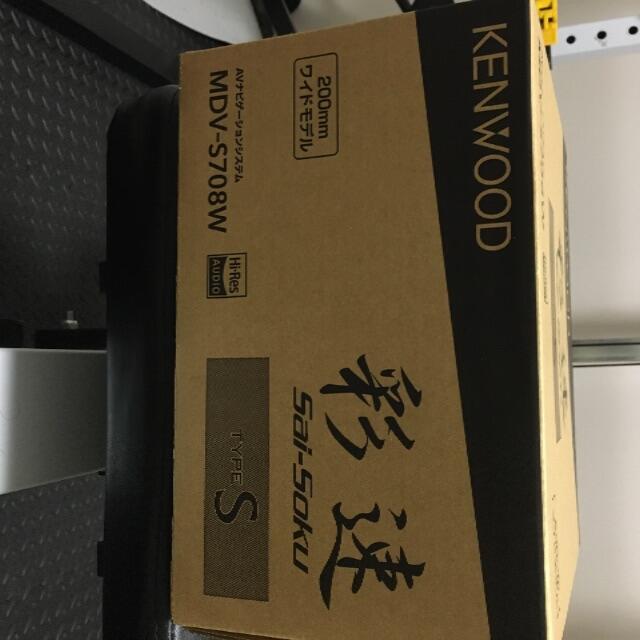 KENWOOD
200mm
ワイドモデル
AVナビゲーションシステム
MDV-S708W
Hi-Res
Audio
彩速
Sai-Soku
TYPE S